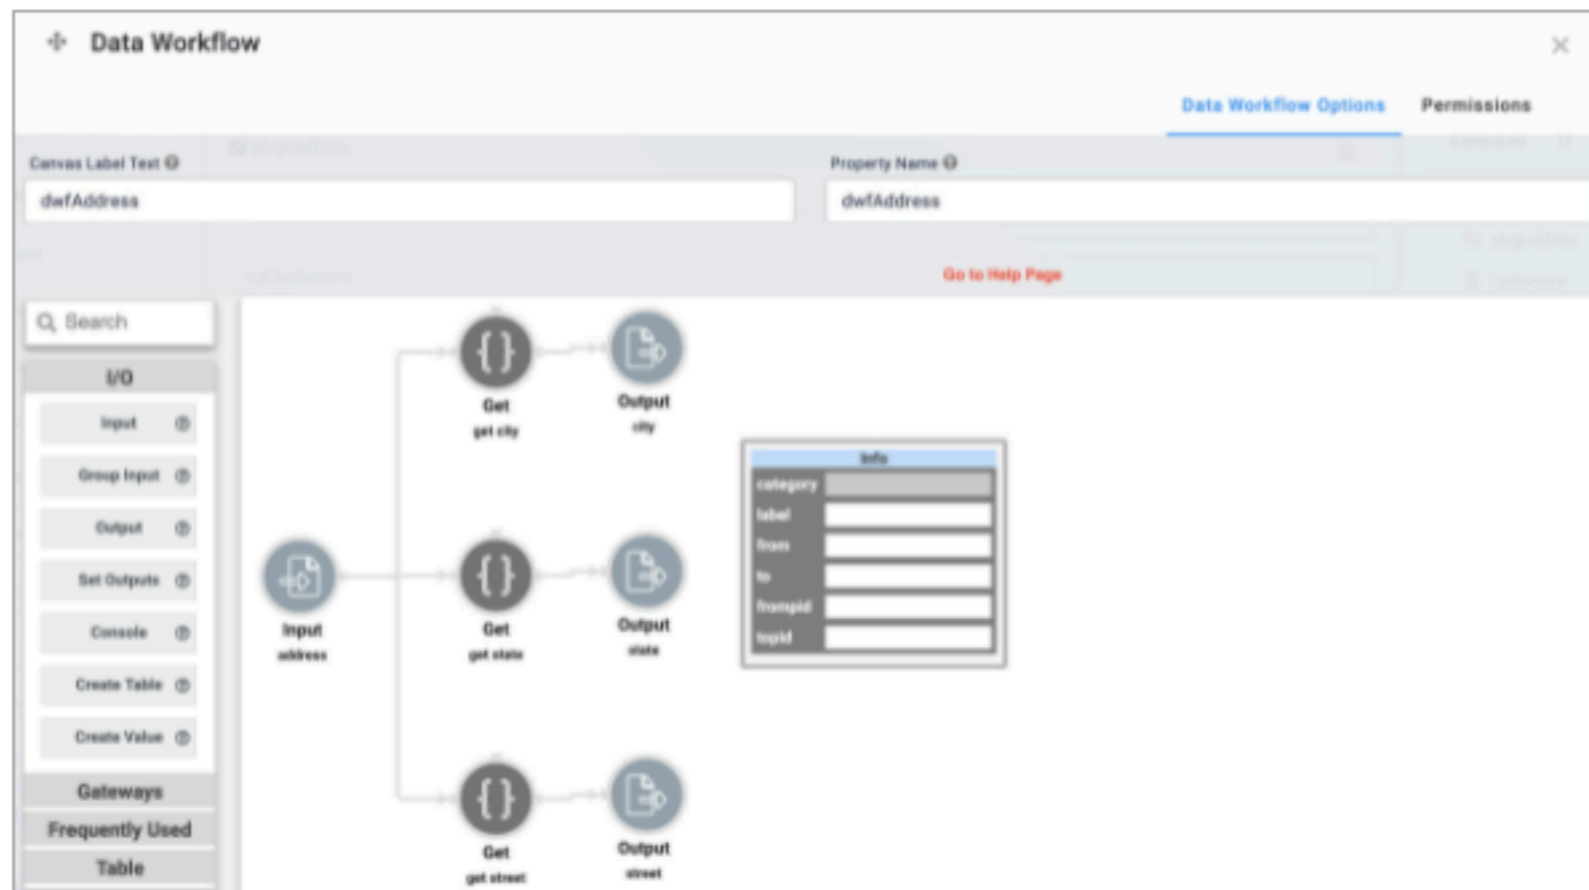 Data Workflow
Data Workflow Options Permissions
Canvas Label Text
Property Name
dwfAddress
dwfAddress
Go to Help Page
Search
I/O
Input
Group Input
Output
Set Outputs
Console
Create Table
Create Value
Gateways
Frequently Used
Table
Get
get city
Output
city
Input
address
Get
get state
Output
state
Get
get street
Output
street
Info
category
label
from
to
frompid
topid